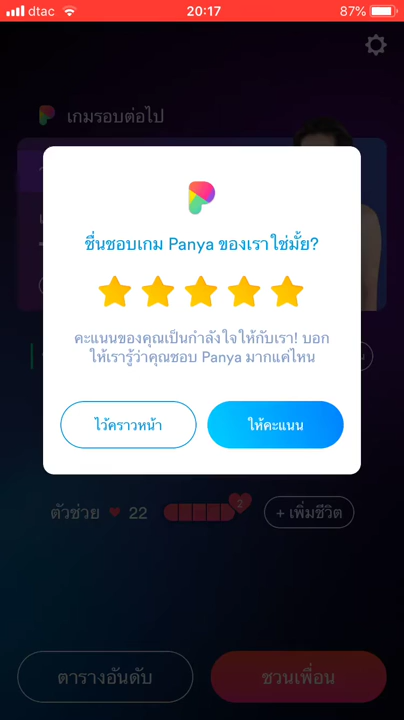 dtac
20:17
87%
เกมรอบต่อไป
ชื่นชอบเกม Panya ของเราใช่มั้ย?
คะแนนของคุณเป็นกำลังใจให้กับเรา! บอก
ให้เรารู้ว่าคุณชอบ Panya มากแค่ไหน
ไว้คราวหน้า
ให้คะแนน
ตัวช่วย
22
2
+ เพิ่มชีวิต
ตารางอันดับ
ชวนเพื่อน